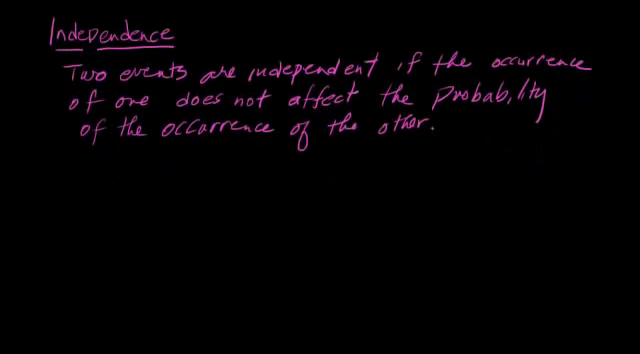 Independence
Two events are independent if the occurrence
of one does not affect the probability
of the occurrence of the other.